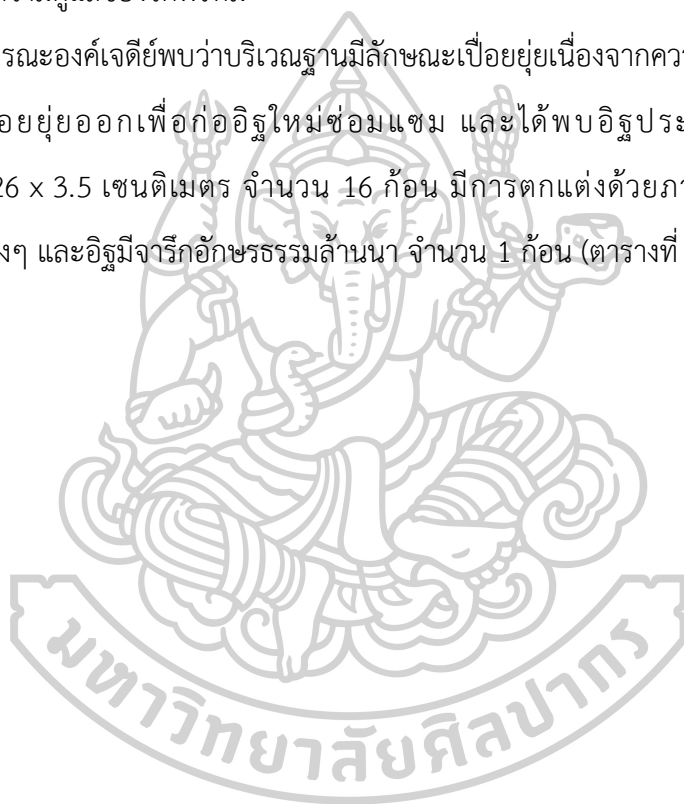 รณะองค์เจดีย์พบว่าบริเวณฐานมีลักษณะเปื่อยยุ่ยเนื่องจากคว
อยยุ่ยออกเพื่อก่ออิฐใหม่ซ่อมแซม และได้พบอิฐประ
26 x 3.5 เซนติเมตร จำนวน 16 ก้อน มีการตกแต่งด้วยภา
งๆ และอิฐมีจารึกอักษรธรรมล้านนา จำนวน 1 ก้อน (ตารางที่
มหาวิทยาลัยศิลปากร